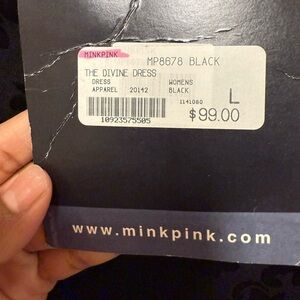 MINKPINK MP8678 BLACK
THE DIVINE DRESS
DRESS WOMENS
APPAREL 20142 BLACK
1141080 L
10923575505 $99.00
www.minkpink.com